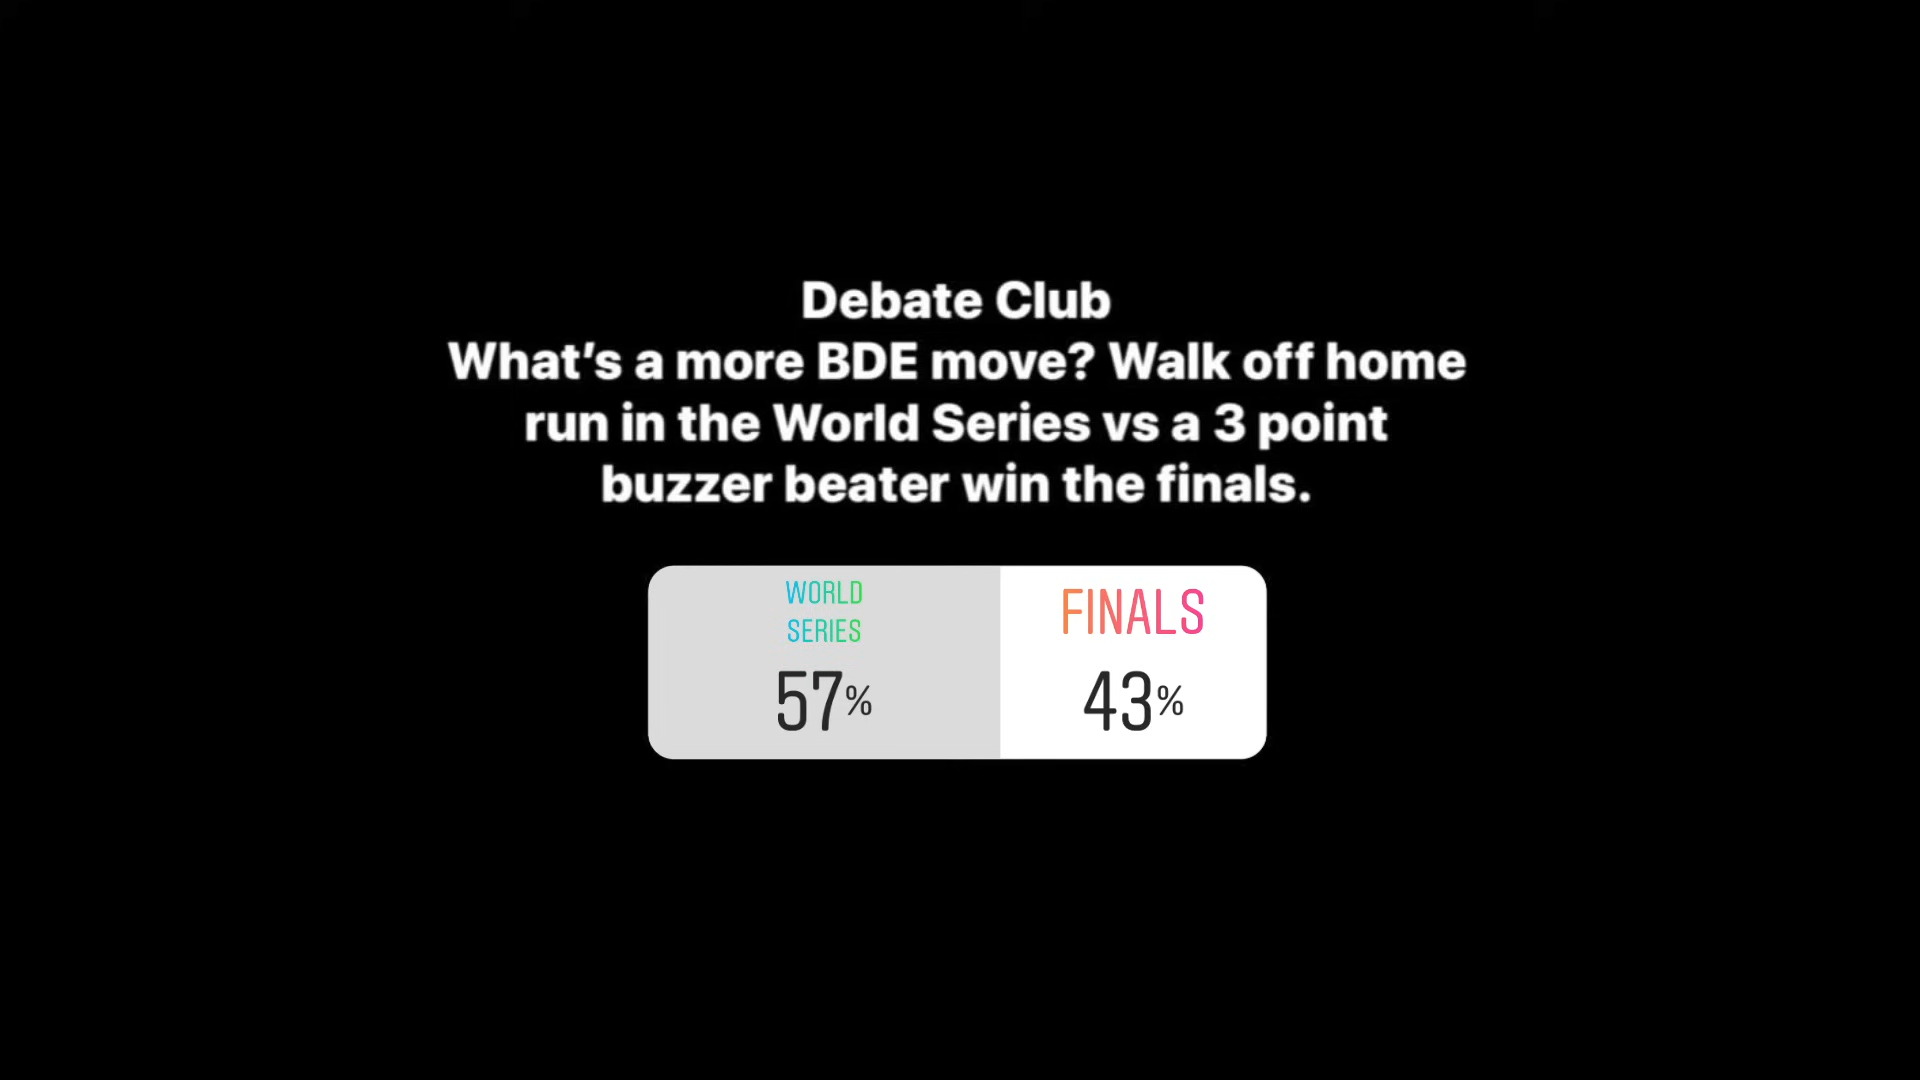 Debate Club
What's a more BDE move? Walk off home
run in the World Series vs a 3 point
buzzer beater win the finals.
WORLD
SERIES
57%
FINALS
43%